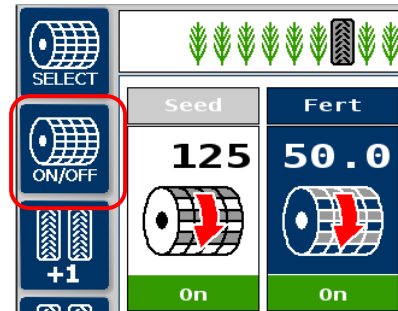 SELECT
Seed
Fert
125
50.0
ON/OFF
+1
On
On